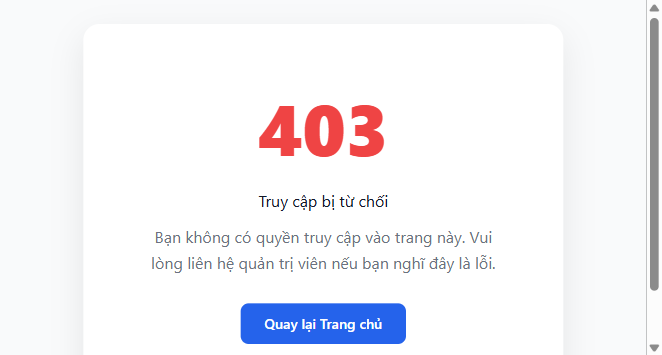 403
Truy cập bị từ chối
Bạn không có quyền truy cập vào trang này. Vui
lòng liên hệ quản trị viên nếu bạn nghĩ đây là lỗi.
Quay lại Trang chủ